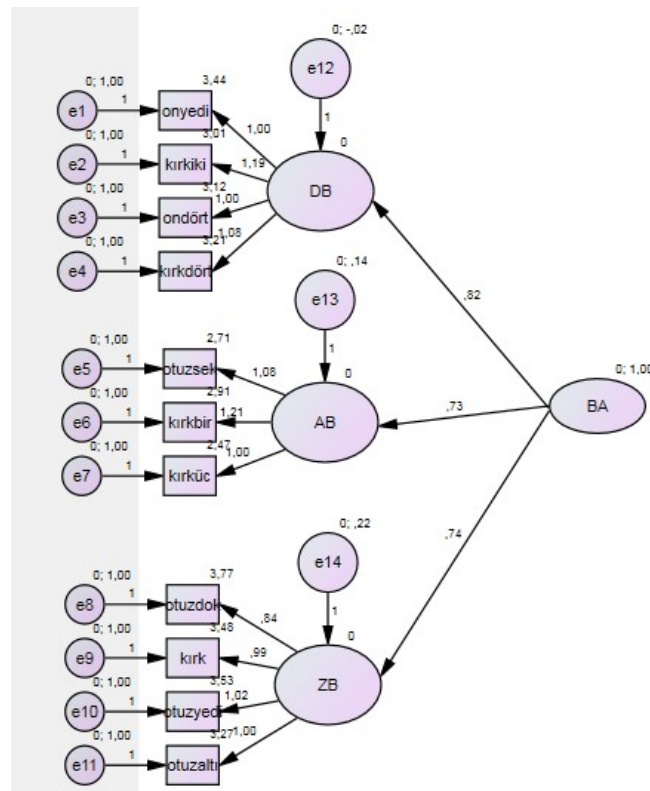 0; -,02
e12
1
0
DB
0; 1,00
e1
1
3,44
onyedi
1,00
0; 1,00
e2
1
3,01
kırkiki
1,19
0; 1,00
e3
1
3,12
ondört
1,00
0; 1,00
e4
1
3,21
kırkdört
1,08
,82
0; ,14
e13
1
0
AB
0; 1,00
e5
1
2,71
otuzsek
1,08
0; 1,00
e6
1
2,91
kırkbir
1,21
0; 1,00
e7
1
2,47
kırküc
1,00
,73
0; 1,00
BA
,74
0; ,22
e14
1
0
ZB
0; 1,00
e8
1
3,77
otuzdok
,84
0; 1,00
e9
1
3,48
kırk
,99
0; 1,00
e10
1
3,53
otuzyedi
1,02
0; 1,00
e11
1
3,27
otuzaltı
1,00